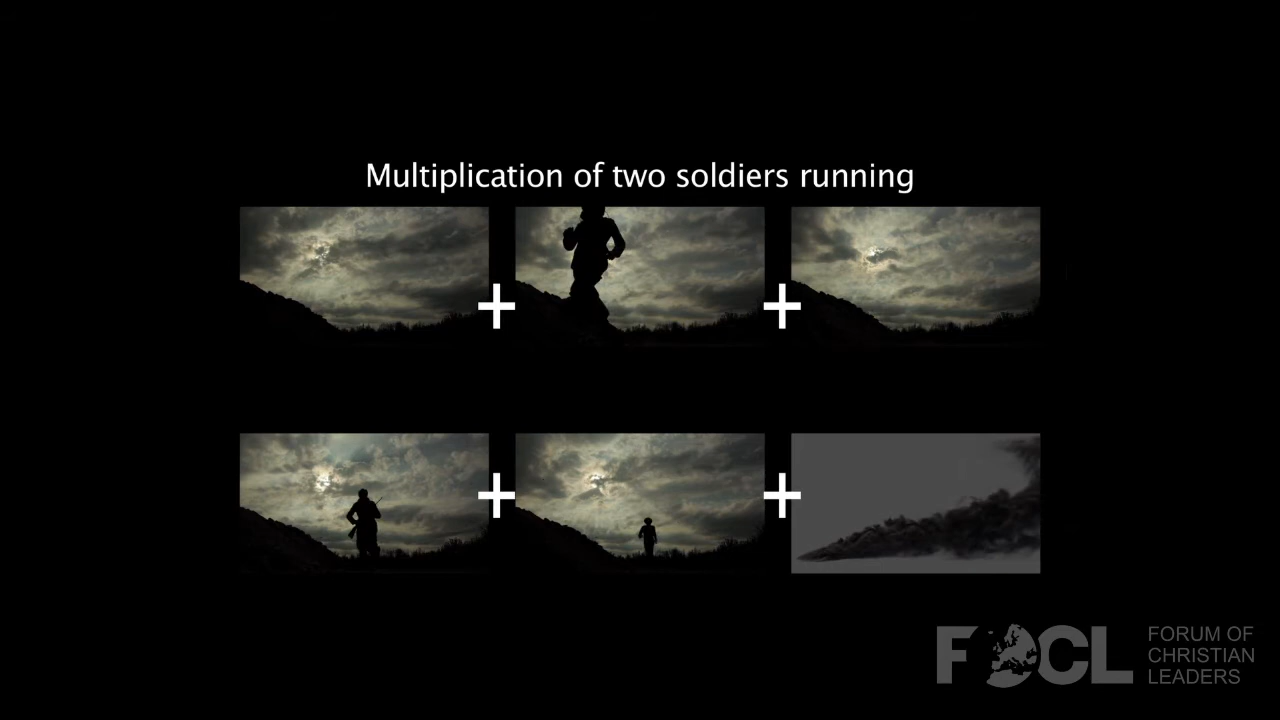 Multiplication of two soldiers running
+ +
+ +
FOCL
FORUM OF
CHRISTIAN
LEADERS